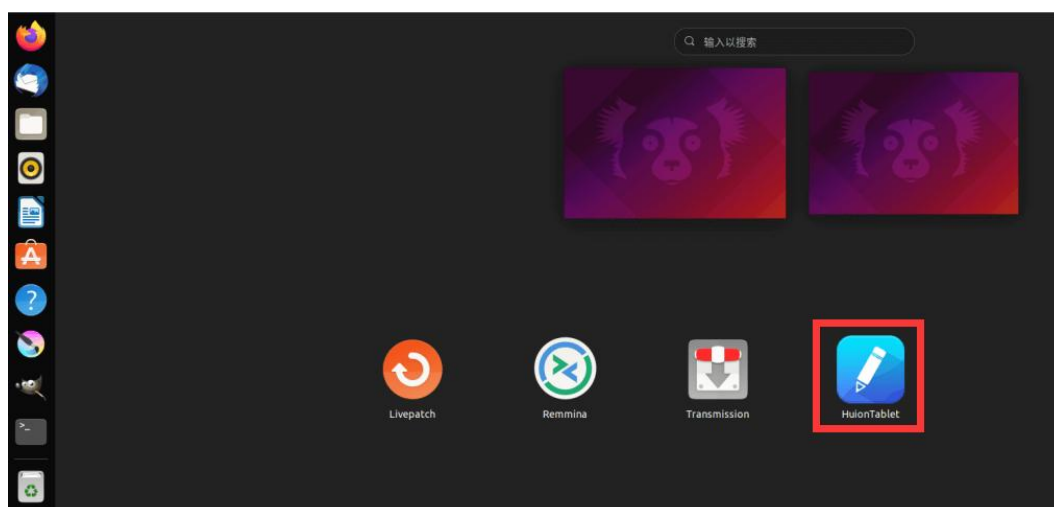 输入以搜索
Livepatch
Remmina
Transmission
HuionTablet